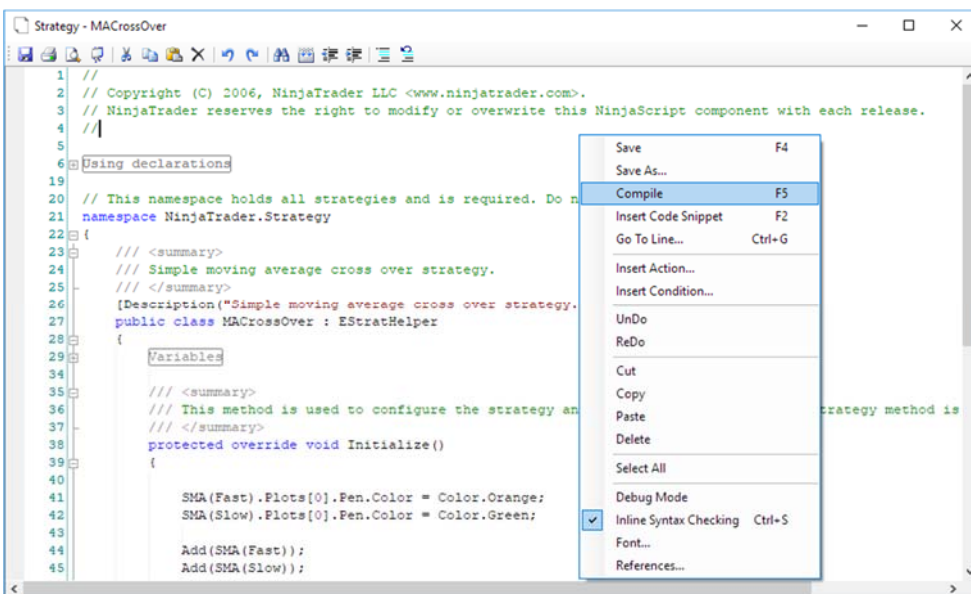 Strategy - MACrossOver
1 //
2 // Copyright (C) 2006, NinjaTrader LLC <www.ninjatrader.com>.
3 // NinjaTrader reserves the right to modify or overwrite this NinjaScript component with each release.
4 //
5
6 Using declarations
19
20 // This namespace holds all strategies and is required. Do n
21 namespace NinjaTrader.Strategy
22 {
23 /// <summary>
24 /// Simple moving average cross over strategy.
25 /// </summary>
26 [Description("Simple moving average cross over strategy.
27 public class MACrossOver : EStratHelper
28 {
29 Variables
34
35 /// <summary>
36 /// This method is used to configure the strategy an
rategy method is
37 /// </summary>
38 protected override void Initialize()
39 {
40
41 SMA(Fast).Plots[0].Pen.Color = Color.Orange;
42 SMA(Slow).Plots[0].Pen.Color = Color.Green;
43
44 Add(SMA(Fast));
45 Add(SMA(Slow));
Save F4
Save As...
Compile F5
Insert Code Snippet F2
Go To Line... Ctrl+G
Insert Action...
Insert Condition...
UnDo
ReDo
Cut
Copy
Paste
Delete
Select All
Debug Mode
Inline Syntax Checking Ctrl+S
Font...
References...